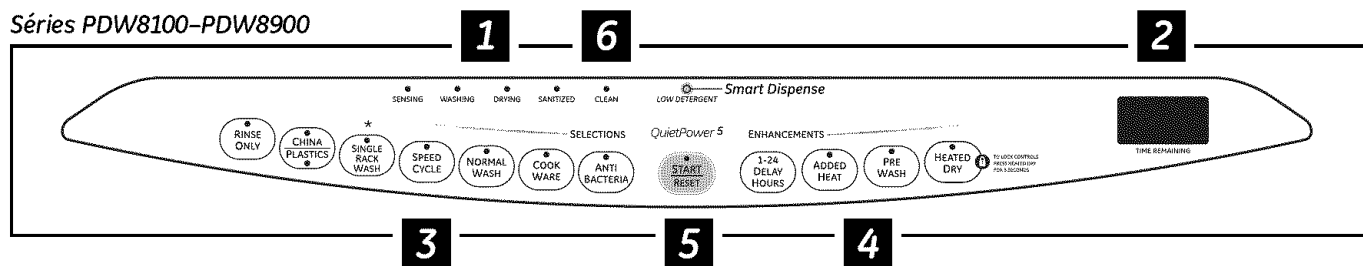 Séries PDW8100–PDW8900
1 6 2
SENSING WASHING DRYING SANITIZED CLEAN LOW DETERGENT Smart Dispense
RINSE ONLY
CHINA PLASTICS
*
SINGLE RACK WASH
SPEED CYCLE
SELECTIONS
NORMAL WASH
COOK WARE
ANTI BACTERIA
QuietPower 5
START RESET
ENHANCEMENTS
1-24 DELAY HOURS
ADDED HEAT
PRE WASH
HEATED DRY
TO LOCK CONTROLS
PRESS HEATED DRY
FOR 3 SECONDS
TIME REMAINING
3 5 4